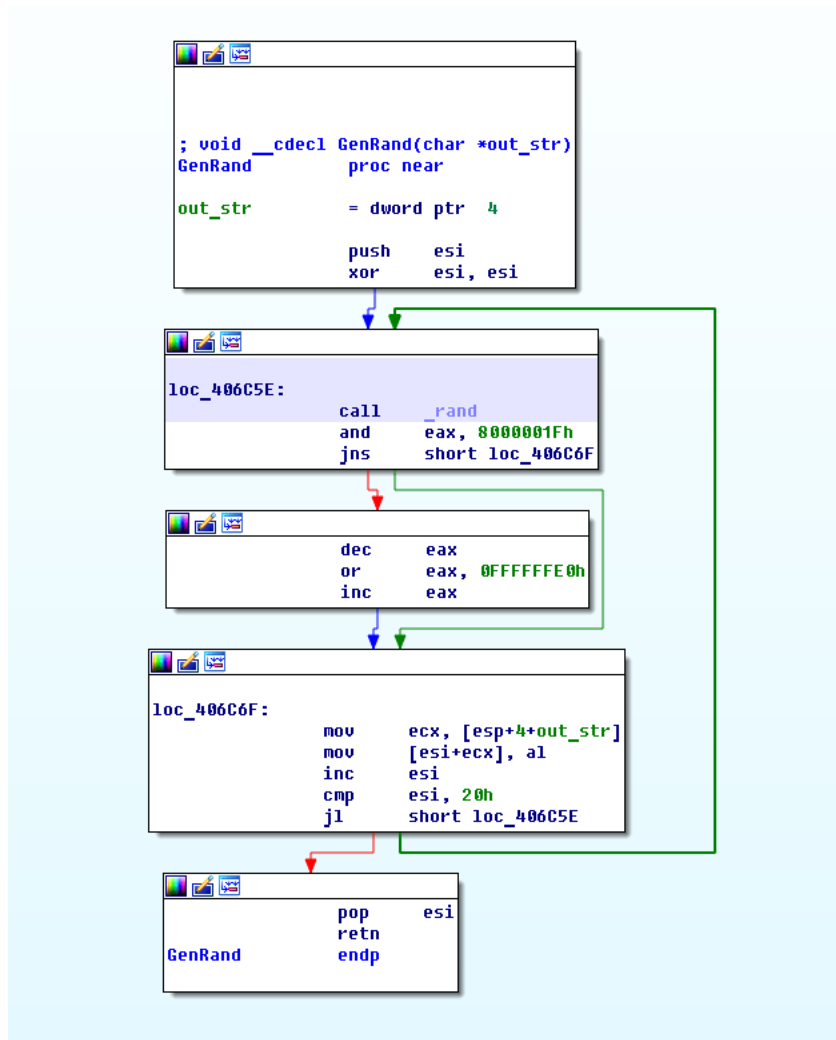 ; void __cdecl GenRand(char *out_str)
GenRand proc near
out_str = dword ptr 4
push esi
xor esi, esi
loc_406C5E:
call _rand
and eax, 8000001Fh
jns short loc_406C6F
dec eax
or eax, 0FFFFFFE0h
inc eax
loc_406C6F:
mov ecx, [esp+4+out_str]
mov [esi+ecx], al
inc esi
cmp esi, 20h
jl short loc_406C5E
pop esi
retn
GenRand endp